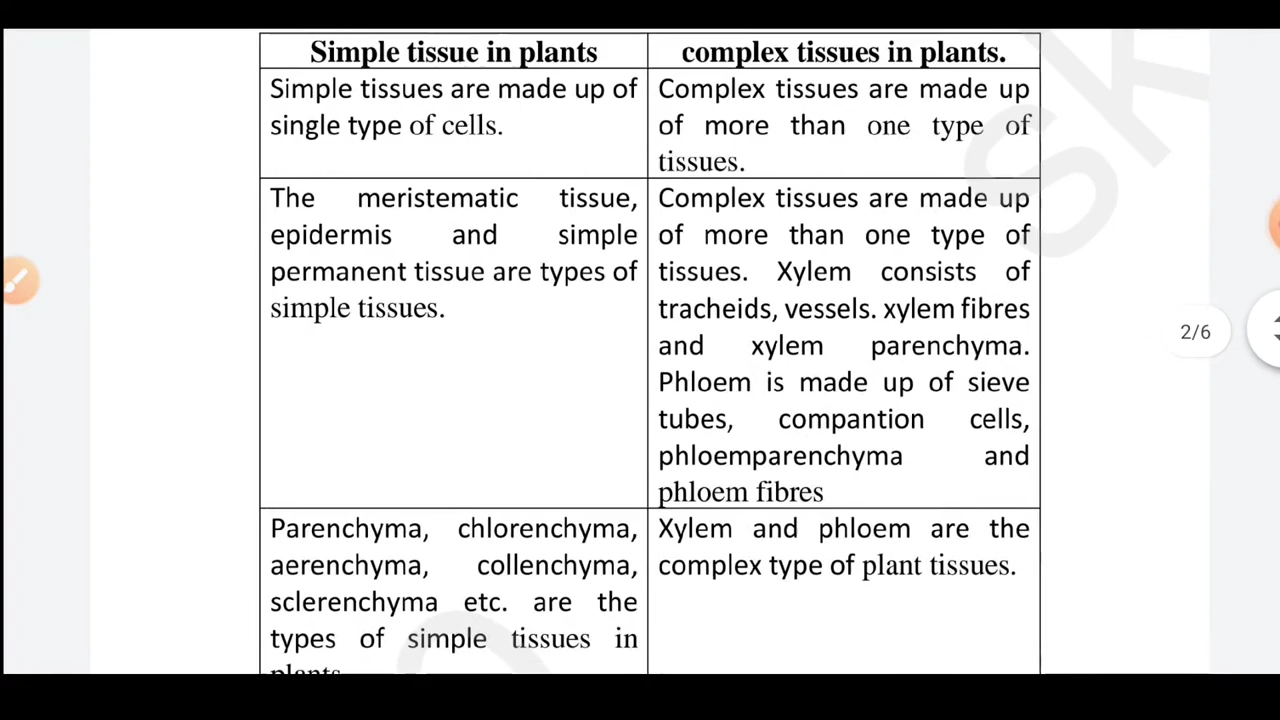 Simple tissue in plants
complex tissues in plants.
Simple tissues are made up of
single type of cells.
Complex tissues are made up
of more than one type of
tissues.
The meristematic tissue,
epidermis and simple
permanent tissue are types of
simple tissues.
Complex tissues are made up
of more than one type of
tissues. Xylem consists of
tracheids, vessels. xylem fibres
and xylem parenchyma.
Phloem is made up of sieve
tubes, compantion cells,
phloemparenchyma and
phloem fibres
Parenchyma, chlorenchyma,
aerenchyma, collenchyma,
sclerenchyma etc. are the
types of simple tissues in
plants
Xylem and phloem are the
complex type of plant tissues.
2/6